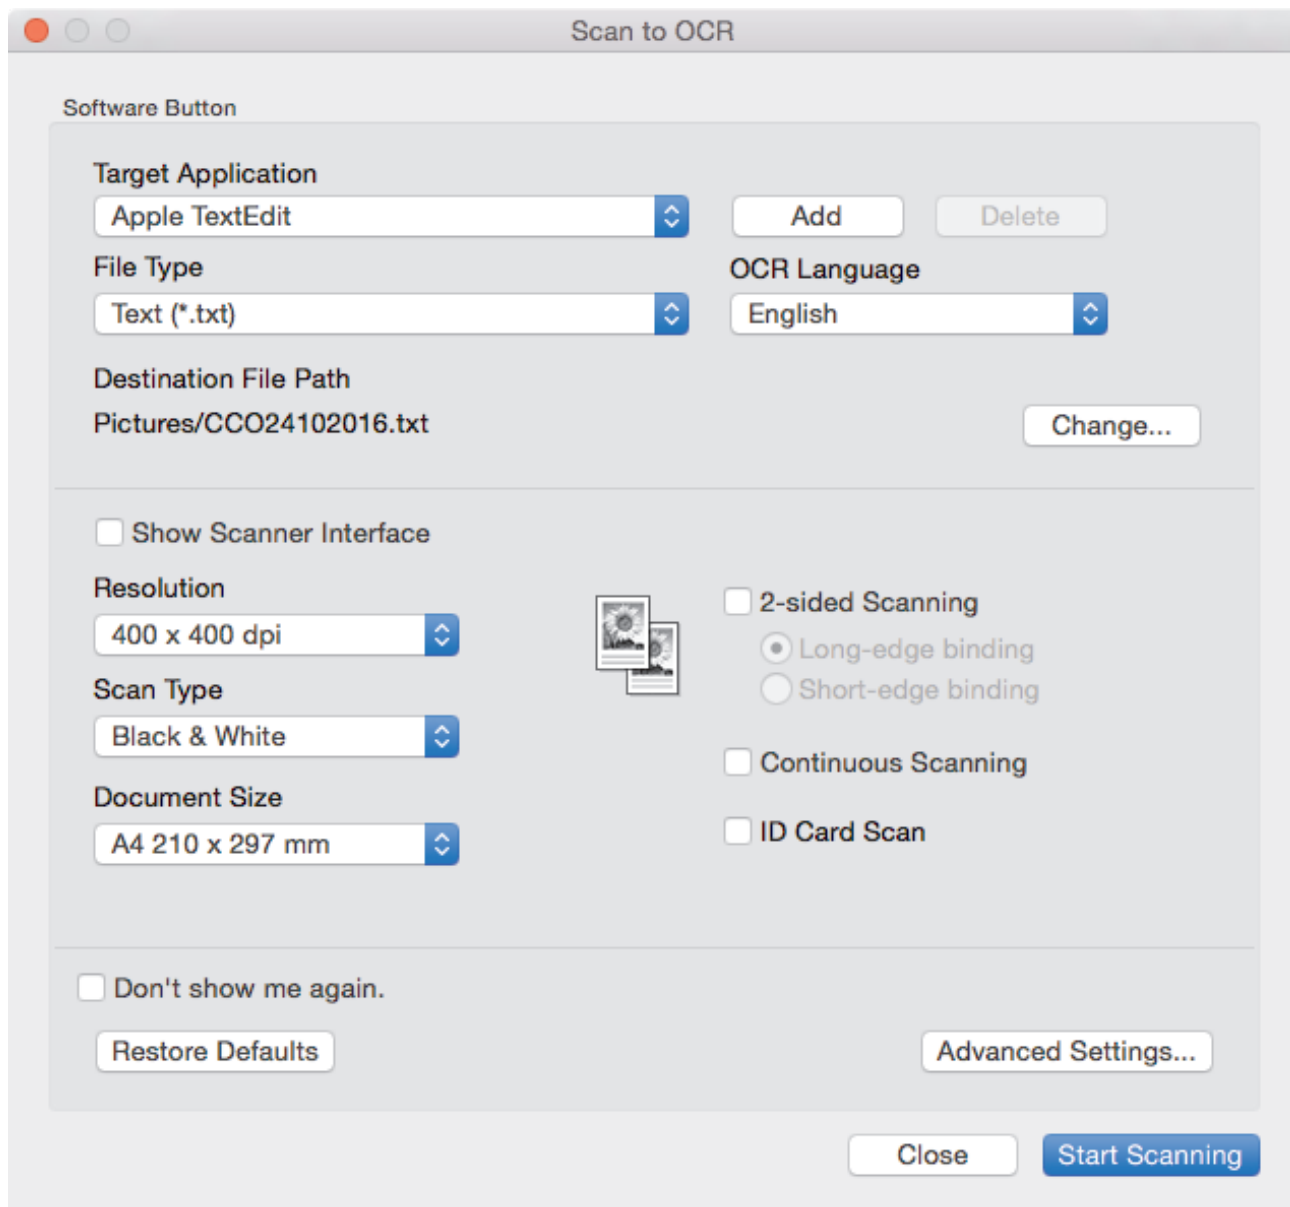 Scan to OCR
Software Button
Target Application
Apple TextEdit
Add
Delete
File Type
OCR Language
Text (*.txt)
English
Destination File Path
Pictures/CCO24102016.txt
Change...
Show Scanner Interface
Resolution
400 x 400 dpi
2-sided Scanning
Long-edge binding
Short-edge binding
Scan Type
Black & White
Continuous Scanning
Document Size
A4 210 x 297 mm
ID Card Scan
Don't show me again.
Restore Defaults
Advanced Settings...
Close
Start Scanning